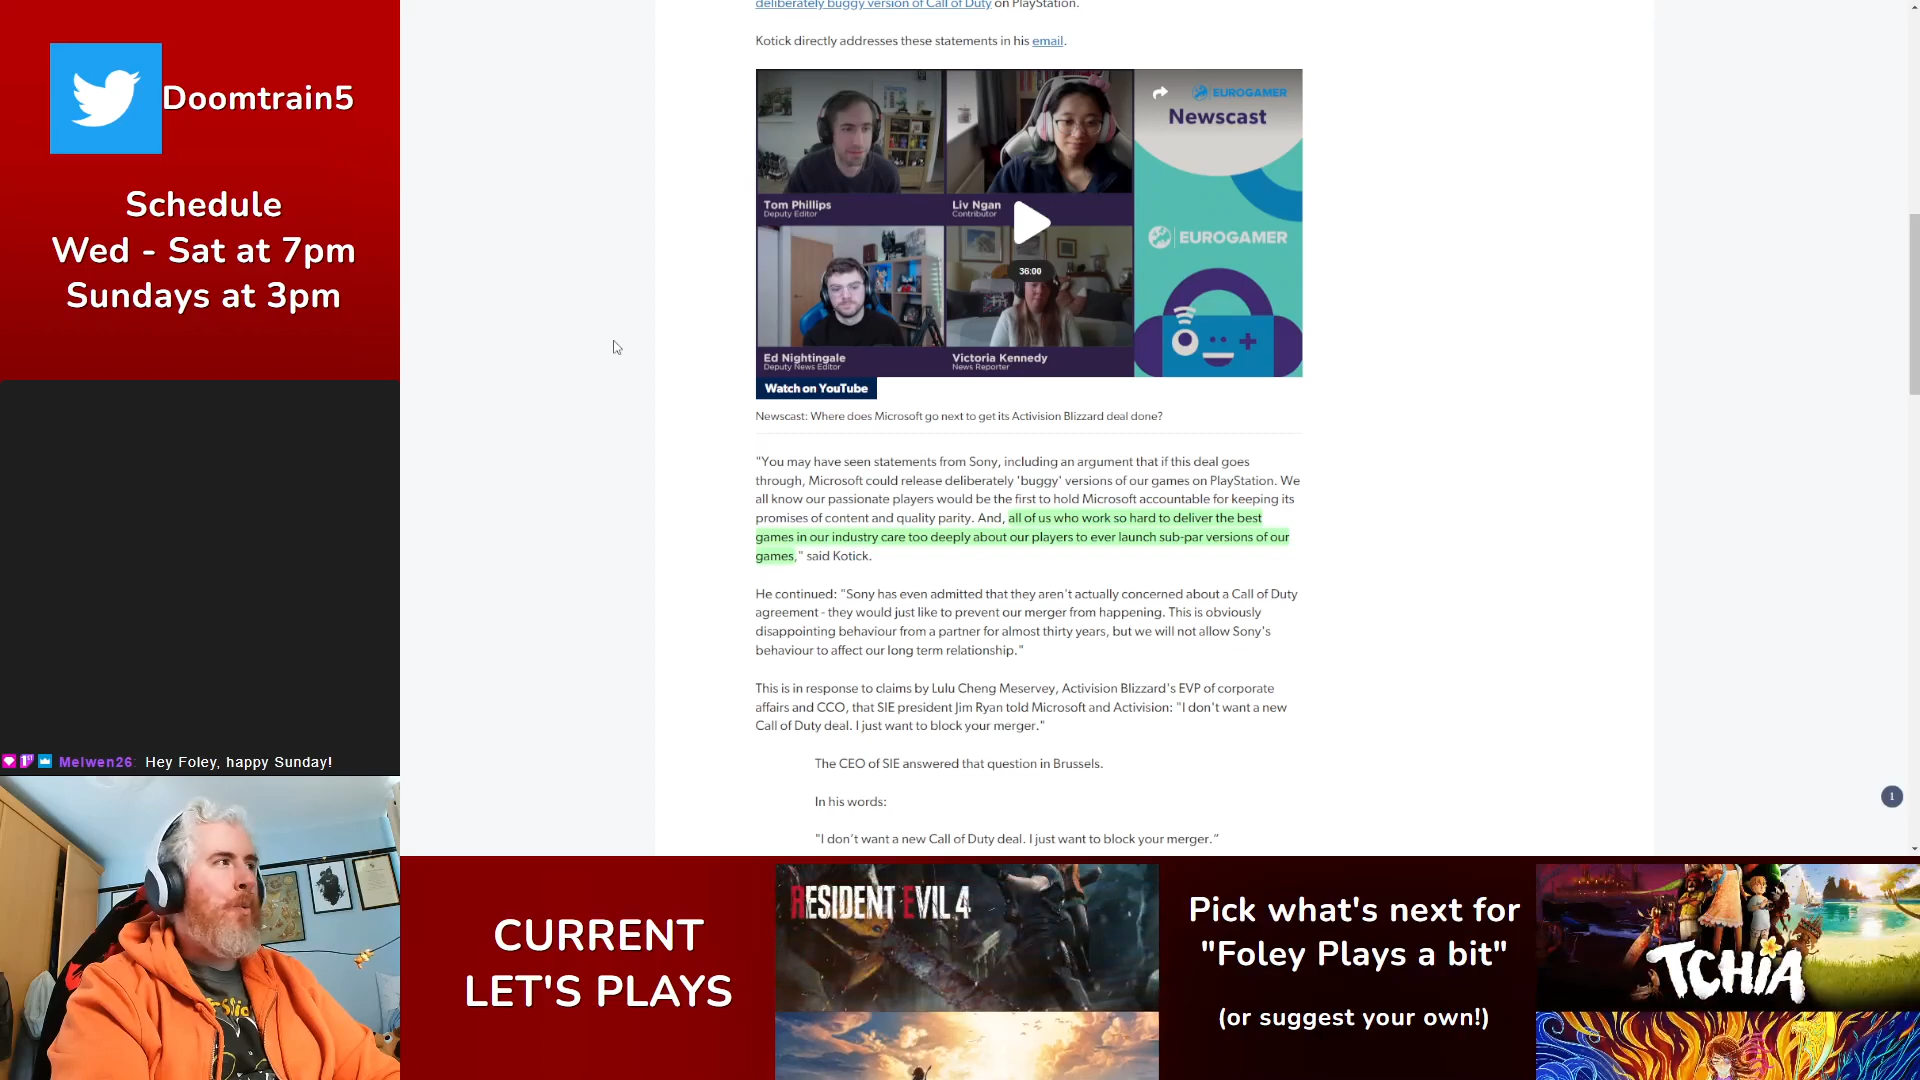 Doomtrain5
Schedule
Wed - Sat at 7pm
Sundays at 3pm
Melwen26: Hey Foley, happy Sunday!
deliberately buggy version of Call of Duty on PlayStation.
Kotick directly addresses these statements in his email.
EUROGAMER
Newscast
Tom Phillips
Deputy Editor
Liv Ngan
Contributor
36:00
EUROGAMER
Ed Nightingale
Deputy News Editor
Victoria Kennedy
News Reporter
Watch on YouTube
Newscast: Where does Microsoft go next to get its Activision Blizzard deal done?
"You may have seen statements from Sony, including an argument that if this deal goes
through, Microsoft could release deliberately 'buggy' versions of our games on PlayStation. We
all know our passionate players would be the first to hold Microsoft accountable for keeping its
promises of content and quality parity. And, all of us who work so hard to deliver the best
games in our industry care too deeply about our players to ever launch sub-par versions of our
games," said Kotick.
He continued: "Sony has even admitted that they aren't actually concerned about a Call of Duty
agreement - they would just like to prevent our merger from happening. This is obviously
disappointing behaviour from a partner for almost thirty years, but we will not allow Sony's
behaviour to affect our long term relationship."
This is in response to claims by Lulu Cheng Meservey, Activision Blizzard's EVP of corporate
affairs and CCO, that SIE president Jim Ryan told Microsoft and Activision: "I don't want a new
Call of Duty deal. I just want to block your merger."
The CEO of SIE answered that question in Brussels.
In his words:
"I don’t want a new Call of Duty deal. I just want to block your merger.”
1
CURRENT
LET'S PLAYS
RESIDENT EVIL 4
Pick what's next for
"Foley Plays a bit"
(or suggest your own!)
TCHIA